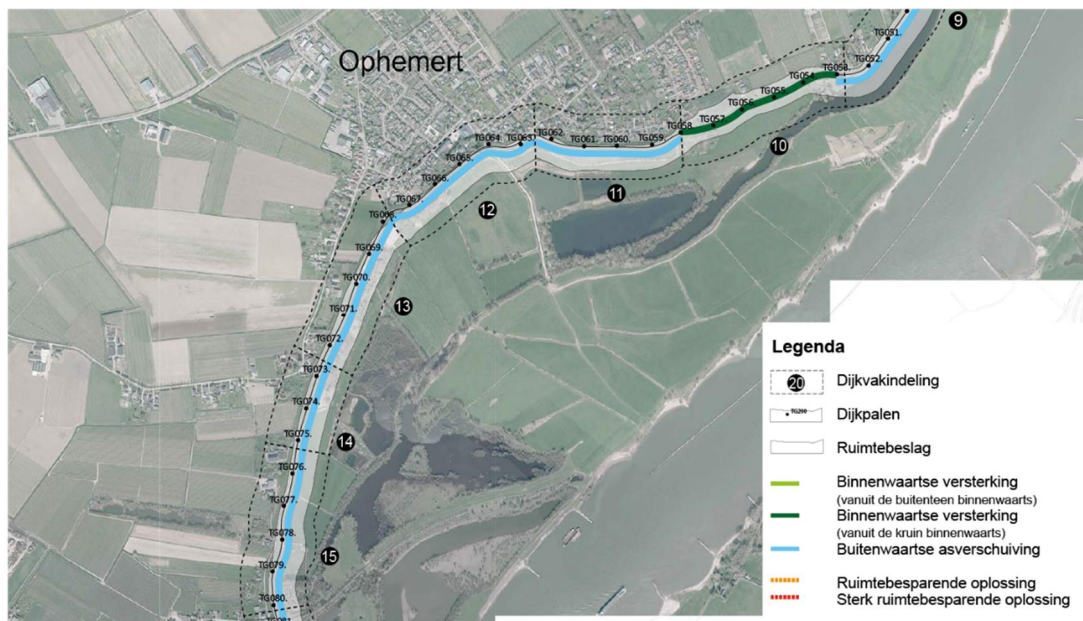 Ophemert
9
TG051.
TG052.
TG053.
TG054.
TG055.
TG056.
TG057.
TG058.
10
TG059.
TG060.
TG061.
TG062.
11
TG063.
TG064.
TG065.
TG066.
TG067.
12
TG068.
TG069.
TG070.
TG071.
TG072.
13
TG073.
TG074.
TG075.
14
TG076.
TG077.
TG078.
TG079.
TG080.
15
Legenda
20 Dijkvakindeling
TG200 Dijkpalen
Ruimtebeslag
Binnenwaartse versterking
(vanuit de buitenteen binnenwaarts)
Binnenwaartse versterking
(vanuit de kruin binnenwaarts)
Buitenwaartse asverschuiving
Ruimtebesparende oplossing
Sterk ruimtebesparende oplossing